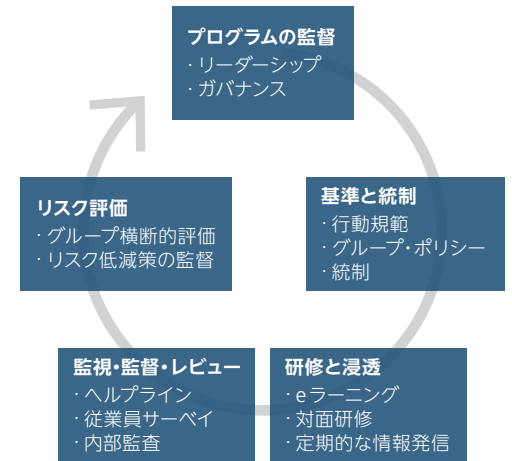 プログラムの監督
· リーダーシップ
· ガバナンス
基準と統制
· 行動規範
· グループ・ポリシー
· 統制
研修と浸透
· eラーニング
· 対面研修
· 定期的な情報発信
監視・監督・レビュー
· ヘルプライン
· 従業員サーベイ
· 内部監査
リスク評価
· グループ横断的評価
· リスク低減策の監督